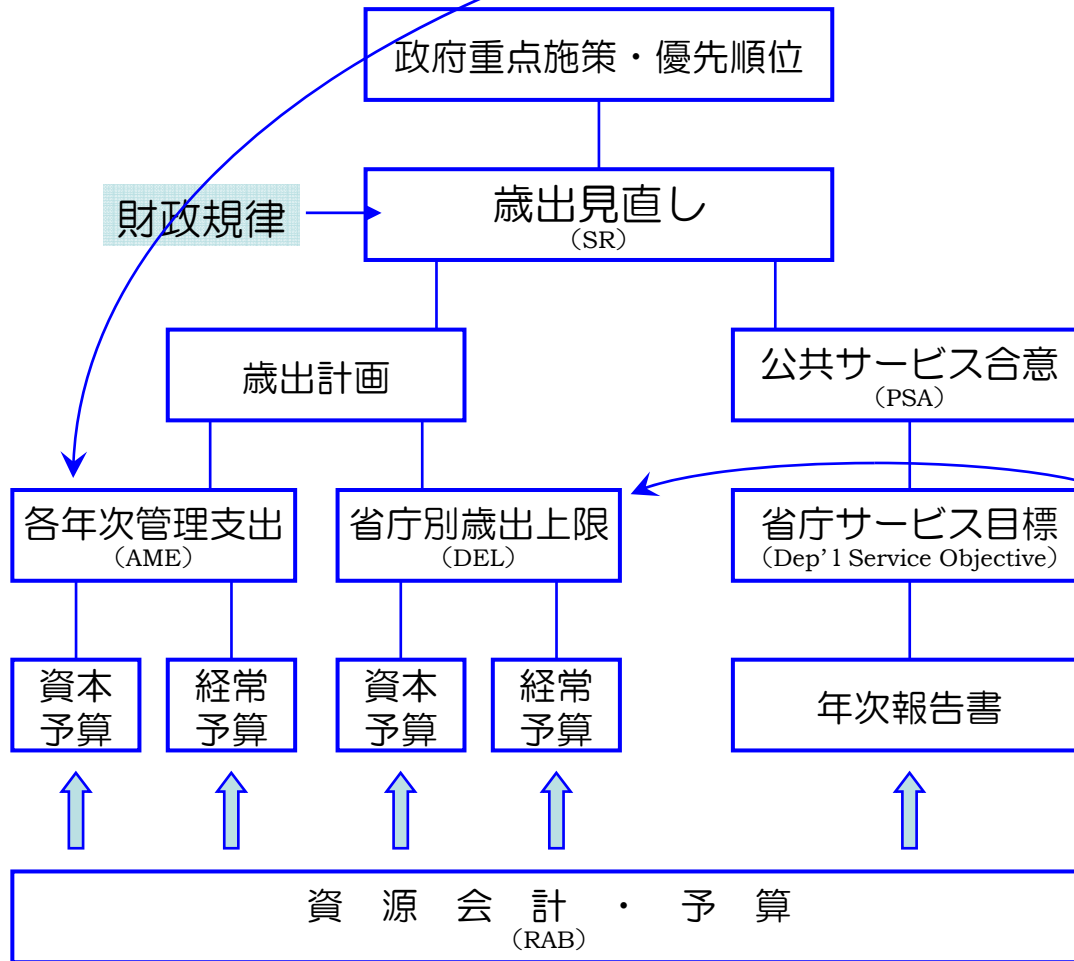 政府重点施策・優先順位
財政規律
歳出見直し
（SR）
歳出計画
公共サービス合意
（PSA）
各年次管理支出
（AME）
省庁別歳出上限
（DEL）
省庁サービス目標
（Dep’l Service Objective）
資本
予算
経常
予算
資本
予算
経常
予算
年次報告書
資 源 会 計 ・ 予 算
（RAB）